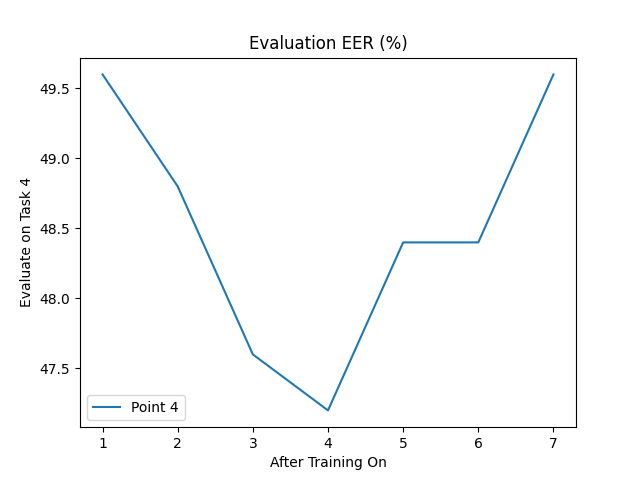 Evaluation EER (%)
49.5
49.0
48.5
48.0
47.5
Evaluate on Task 4
Point 4
1 2 3 4 5 6 7
After Training On